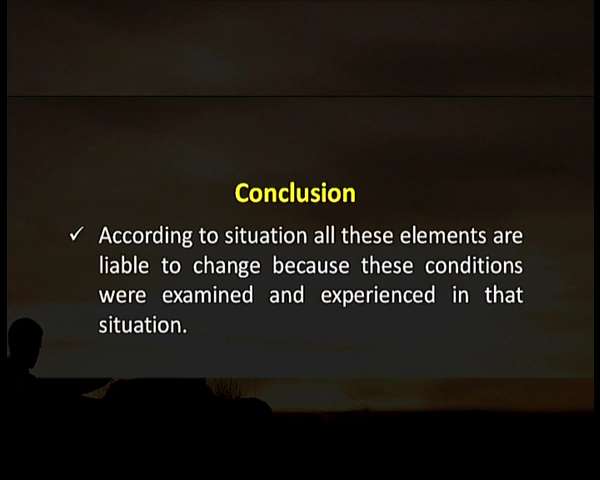 Conclusion
✓ According to situation all these elements are
liable to change because these conditions
were examined and experienced in that
situation.